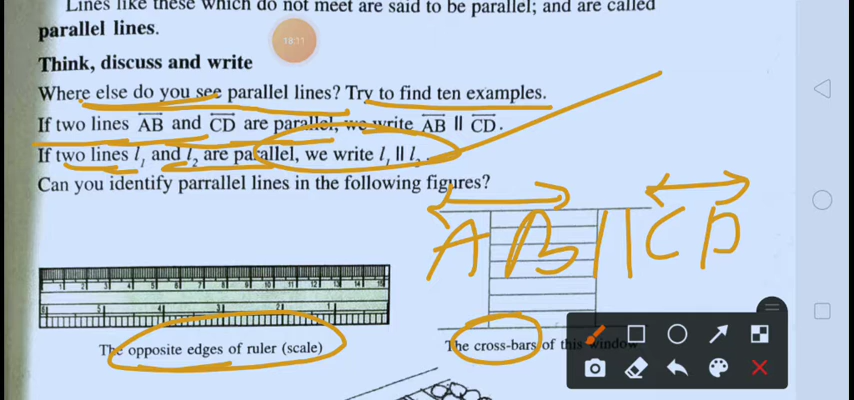 Lines like these which do not meet are said to be parallel; and are called
parallel lines.
18:11
Think, discuss and write
Where else do you see parallel lines? Try to find ten examples.
If two lines AB and CD are parallel, we write AB || CD.
If two lines l₁ and l₂ are parallel, we write l₁ || l
Can you identify parrallel lines in the following figures?
AB || CD
The opposite edges of ruler (scale)
The cross-bars of this window